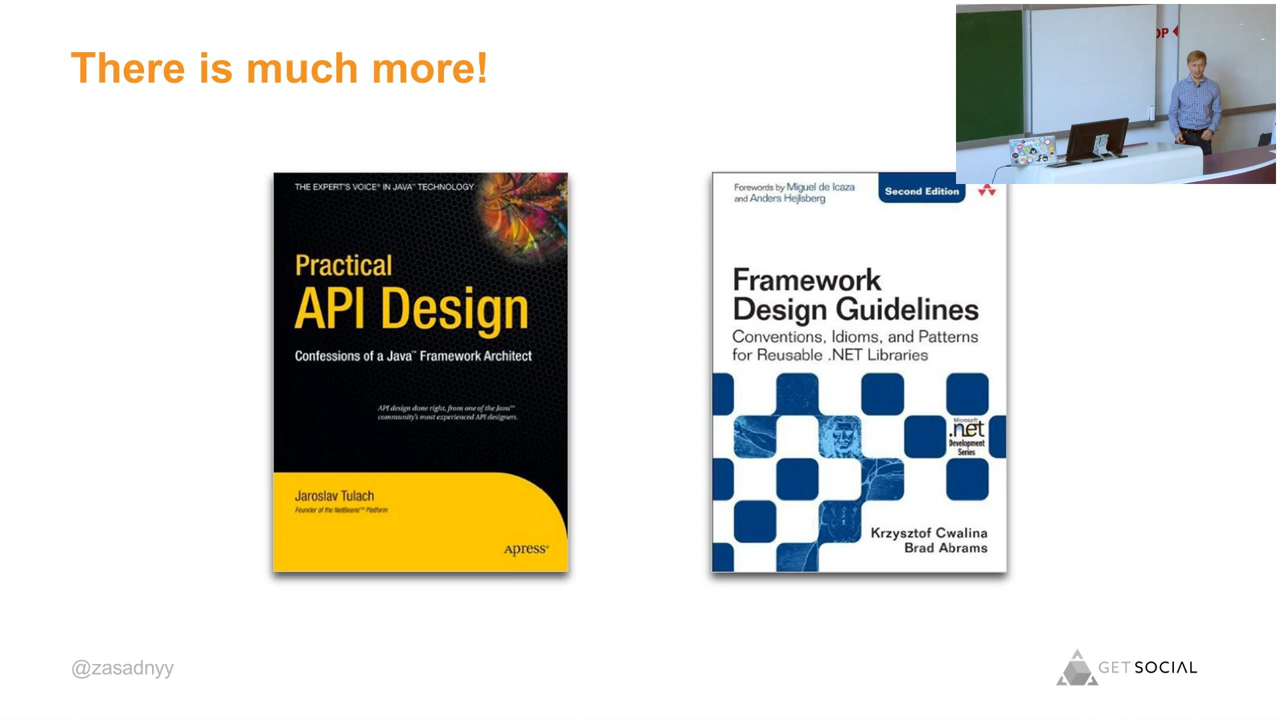 There is much more!
OP
THE EXPERT'S VOICE® IN JAVA™ TECHNOLOGY
Practical
API Design
Confessions of a Java™ Framework Architect
API design done right, from one of the Java™
community's most experienced API designers.
Jaroslav Tulach
Founder of the NetBeans™ Platform
Apress®
Forewords by Miguel de Icaza
and Anders Hejlsberg
Second Edition
Framework
Design Guidelines
Conventions, Idioms, and Patterns
for Reusable .NET Libraries
Microsoft
.net
Development
Series
Krzysztof Cwalina
Brad Abrams
@zasadnyy
GETSOCIAL